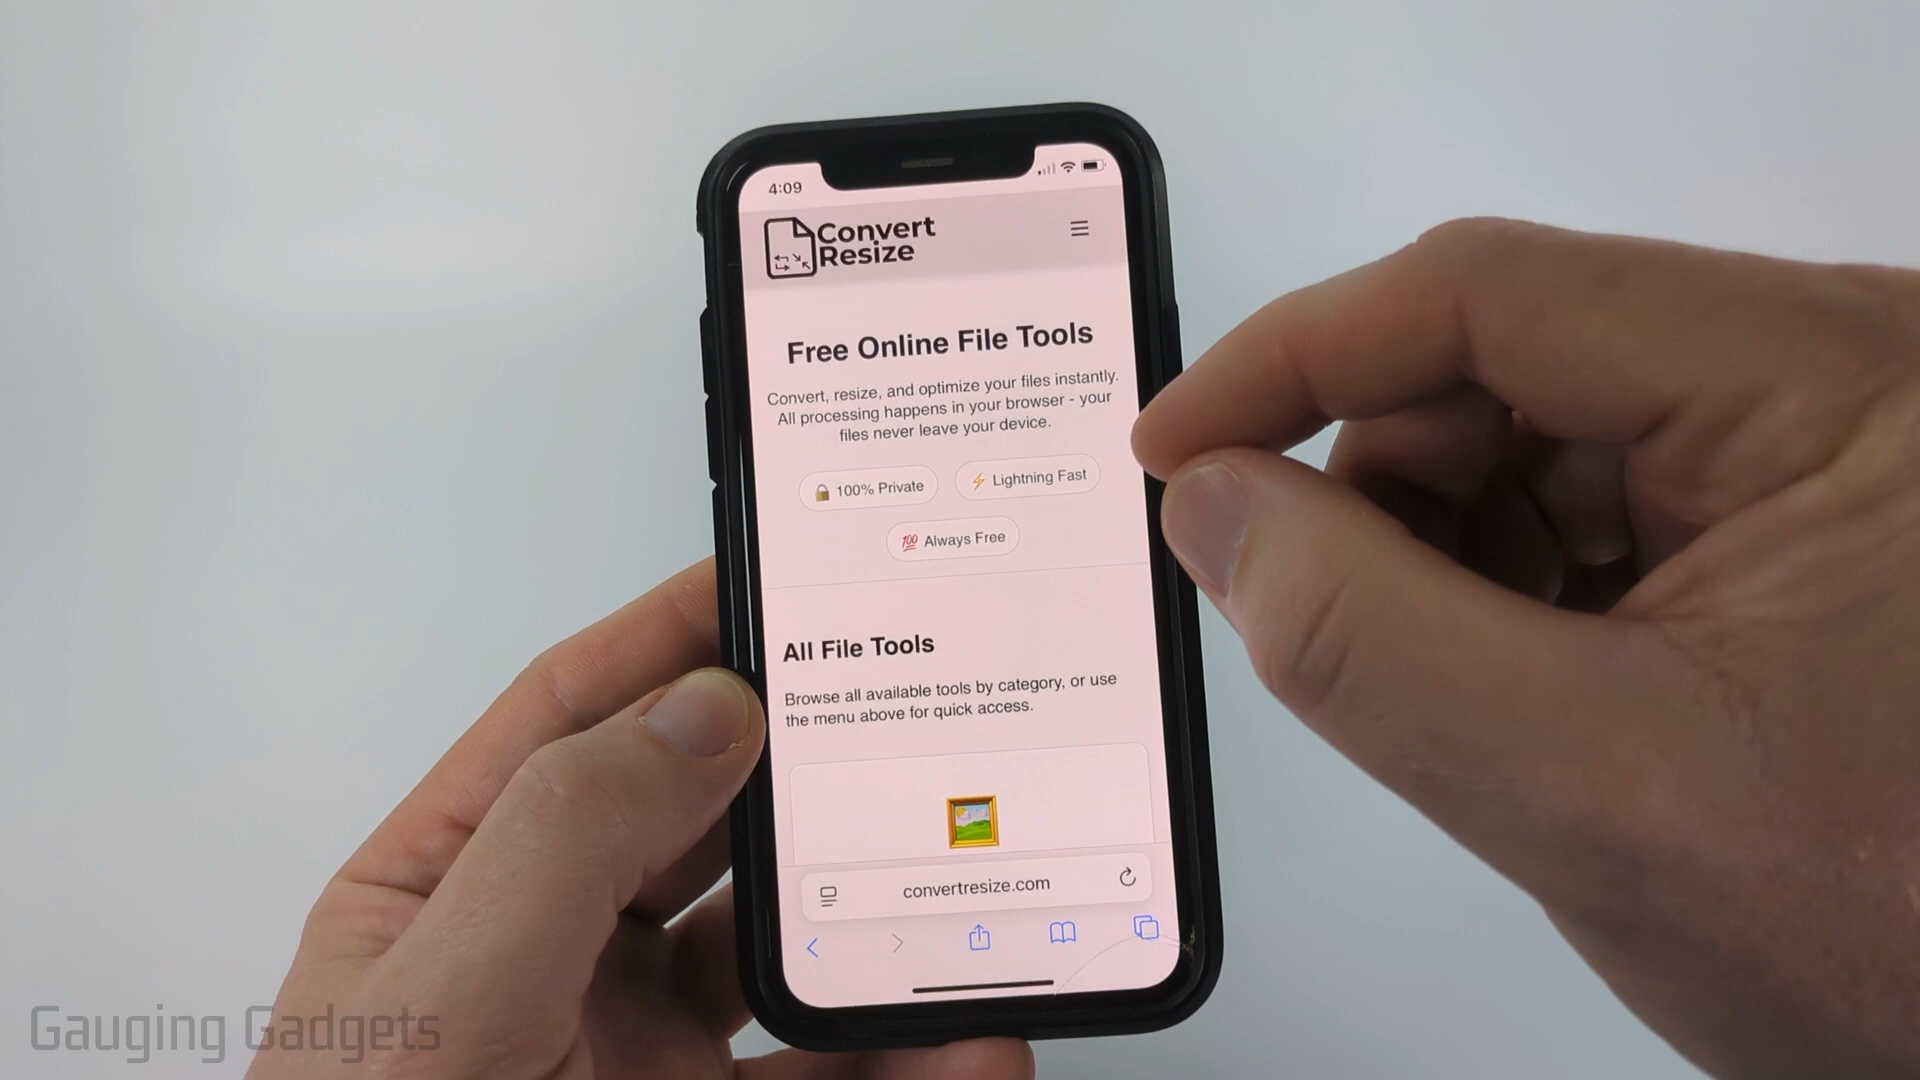 4:09
Convert
Resize
Free Online File Tools
Convert, resize, and optimize your files instantly.
All processing happens in your browser - your
files never leave your device.
🔒 100% Private
⚡ Lightning Fast
💯 Always Free
All File Tools
Browse all available tools by category, or use
the menu above for quick access.
convertresize.com
Gauging Gadgets